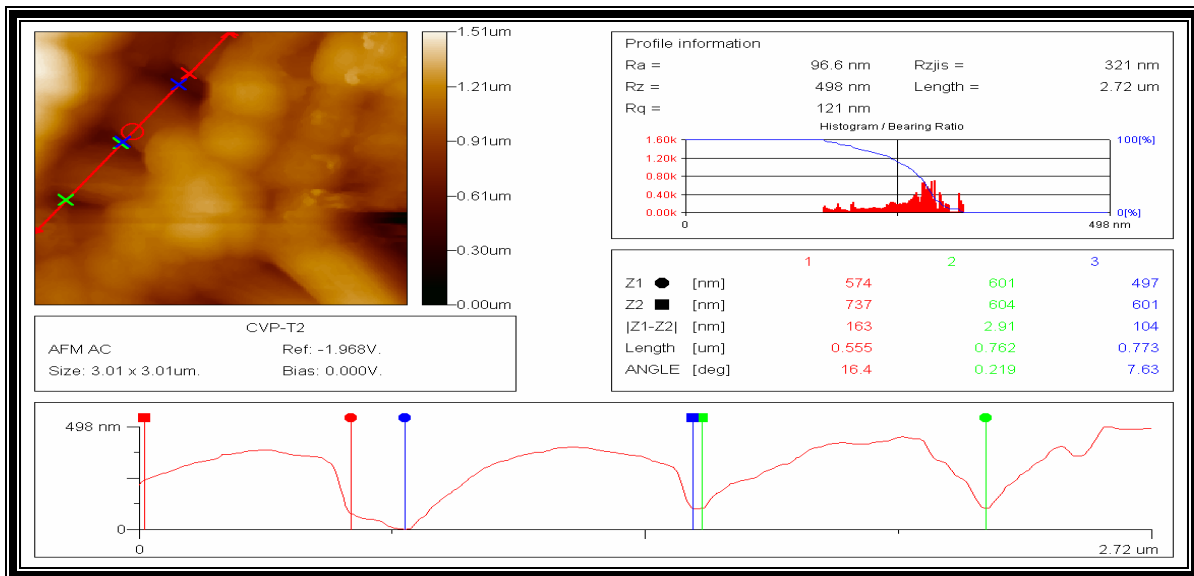 1.51um
1.21um
0.91um
0.61um
0.30um
0.00um
CVP-T2
AFM AC Ref: -1.968V.
Size: 3.01 x 3.01um. Bias: 0.000V.
Profile information
Ra = 96.6 nm Rzjis = 321 nm
Rz = 498 nm Length = 2.72 um
Rq = 121 nm
Histogram / Bearing Ratio
1.60k 100[%]
1.20k
0.80k
0.40k
0.00k 0[%]
0 498 nm
1 2 3
Z1 [nm] 574 601 497
Z2 [nm] 737 604 601
|Z1-Z2| [nm] 163 2.91 104
Length [um] 0.555 0.762 0.773
ANGLE [deg] 16.4 0.219 7.63
498 nm
0
0 2.72 um